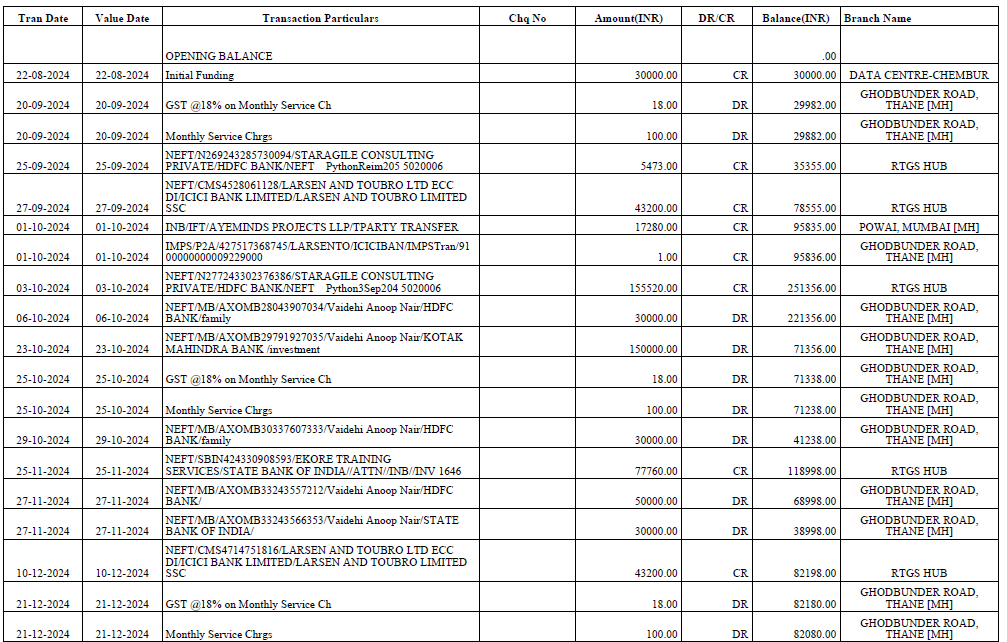 Tran Date Value Date Transaction Particulars Chq No Amount(INR) DR/CR Balance(INR) Branch Name
OPENING BALANCE .00
22-08-2024 22-08-2024 Initial Funding 30000.00 CR 30000.00 DATA CENTRE-CHEMBUR
GHODBUNDER ROAD,
20-09-2024 20-09-2024 GST @18% on Monthly Service Ch 18.00 DR 29982.00 THANE [MH]
GHODBUNDER ROAD,
20-09-2024 20-09-2024 Monthly Service Chrgs 100.00 DR 29882.00 THANE [MH]
NEFT/N269243285730094/STARAGILE CONSULTING
25-09-2024 25-09-2024 PRIVATE/HDFC BANK/NEFT PythonReim205 5020006 5473.00 CR 35355.00 RTGS HUB
NEFT/CMS4528061128/LARSEN AND TOUBRO LTD ECC
DI/ICICI BANK LIMITED/LARSEN AND TOUBRO LIMITED
27-09-2024 27-09-2024 SSC 43200.00 CR 78555.00 RTGS HUB
01-10-2024 01-10-2024 INB/IFT/AYEMINDS PROJECTS LLP/TPARTY TRANSFER 17280.00 CR 95835.00 POWAI, MUMBAI [MH]
IMPS/P2A/427517368745/LARSENTO/ICICIBAN/IMPSTran/91 GHODBUNDER ROAD,
01-10-2024 01-10-2024 00000000009229000 1.00 CR 95836.00 THANE [MH]
NEFT/N277243302376386/STARAGILE CONSULTING
03-10-2024 03-10-2024 PRIVATE/HDFC BANK/NEFT Python3Sep204 5020006 155520.00 CR 251356.00 RTGS HUB
NEFT/MB/AXOMB28043907034/Vaidehi Anoop Nair/HDFC GHODBUNDER ROAD,
06-10-2024 06-10-2024 BANK/family 30000.00 DR 221356.00 THANE [MH]
NEFT/MB/AXOMB29791927035/Vaidehi Anoop Nair/KOTAK GHODBUNDER ROAD,
23-10-2024 23-10-2024 MAHINDRA BANK /investment 150000.00 DR 71356.00 THANE [MH]
GHODBUNDER ROAD,
25-10-2024 25-10-2024 GST @18% on Monthly Service Ch 18.00 DR 71338.00 THANE [MH]
GHODBUNDER ROAD,
25-10-2024 25-10-2024 Monthly Service Chrgs 100.00 DR 71238.00 THANE [MH]
NEFT/MB/AXOMB30337607333/Vaidehi Anoop Nair/HDFC GHODBUNDER ROAD,
29-10-2024 29-10-2024 BANK/family 30000.00 DR 41238.00 THANE [MH]
NEFT/SBIN424330908593/EKORE TRAINING
25-11-2024 25-11-2024 SERVICES/STATE BANK OF INDIA//ATTN//INB//INV 1646 77760.00 CR 118998.00 RTGS HUB
NEFT/MB/AXOMB33243557212/Vaidehi Anoop Nair/HDFC GHODBUNDER ROAD,
27-11-2024 27-11-2024 BANK/ 50000.00 DR 68998.00 THANE [MH]
NEFT/MB/AXOMB33243566353/Vaidehi Anoop Nair/STATE GHODBUNDER ROAD,
27-11-2024 27-11-2024 BANK OF INDIA/ 30000.00 DR 38998.00 THANE [MH]
NEFT/CMS4714751816/LARSEN AND TOUBRO LTD ECC
DI/ICICI BANK LIMITED/LARSEN AND TOUBRO LIMITED
10-12-2024 10-12-2024 SSC 43200.00 CR 82198.00 RTGS HUB
GHODBUNDER ROAD,
21-12-2024 21-12-2024 GST @18% on Monthly Service Ch 18.00 DR 82180.00 THANE [MH]
GHODBUNDER ROAD,
21-12-2024 21-12-2024 Monthly Service Chrgs 100.00 DR 82080.00 THANE [MH]